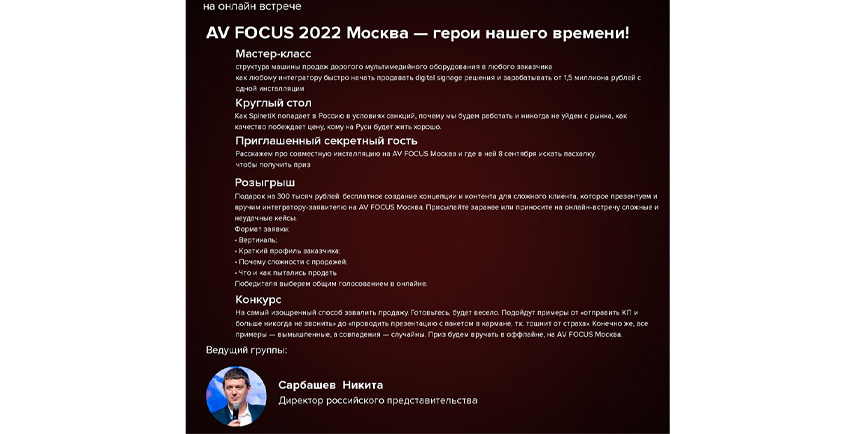 на онлайн встрече
AV FOCUS 2022 Москва — герои нашего времени!
Мастер-класс
структура машины продаж дорогого мультимедийного оборудования в любого заказчика
как любому интегратору быстро начать продавать digital signage решения и зарабатывать от 1,5 миллиона рублей с
одной инсталляции
Круглый стол
Как SpinetiX попадает в Россию в условиях санкций, почему мы будем работать и никогда не уйдем с рынка, как
качество побеждает цену, кому на Руси будет жить хорошо.
Приглашенный секретный гость
Расскажем про совместную инсталляцию на AV FOCUS Москва и где в ней 8 сентября искать пасхалку,
чтобы получить приз
Розыгрыш
Подарок на 300 тысяч рублей: бесплатное создание концепции и контента для сложного клиента, которое презентуем и
вручим интегратору-заявителю на AV FOCUS Москва. Присылайте заранее или приносите на онлайн-встречу сложные и
неудачные кейсы.
Формат заявки:
• Вертикаль;
• Краткий профиль заказчика;
• Почему сложности с продажей;
• Что и как пытались продать
Победителя выберем общим голосованием в онлайне.
Конкурс
На самый изощренный способ завалить продажу. Готовьтесь, будет весело. Подойдут примеры от «отправить КП и
больше никогда не звонить» до «проводить презентацию с пакетом в кармане, т.к. тошнит от страха». Конечно же, все
примеры — вымышленные, а совпадения — случайны. Приз будем вручать в оффлайне, на AV FOCUS Москва.
Ведущий группы:
Сарбашев Никита
Директор российского представительства